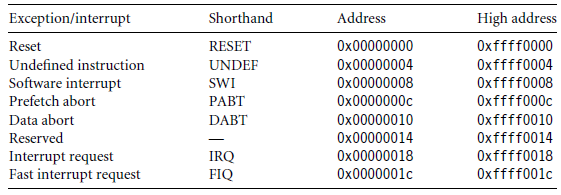 Exception/interrupt Shorthand Address High address
Reset RESET 0x00000000 0xffff0000
Undefined instruction UNDEF 0x00000004 0xffff0004
Software interrupt SWI 0x00000008 0xffff0008
Prefetch abort PABT 0x0000000c 0xffff000c
Data abort DABT 0x00000010 0xffff0010
Reserved — 0x00000014 0xffff0014
Interrupt request IRQ 0x00000018 0xffff0018
Fast interrupt request FIQ 0x0000001c 0xffff001c